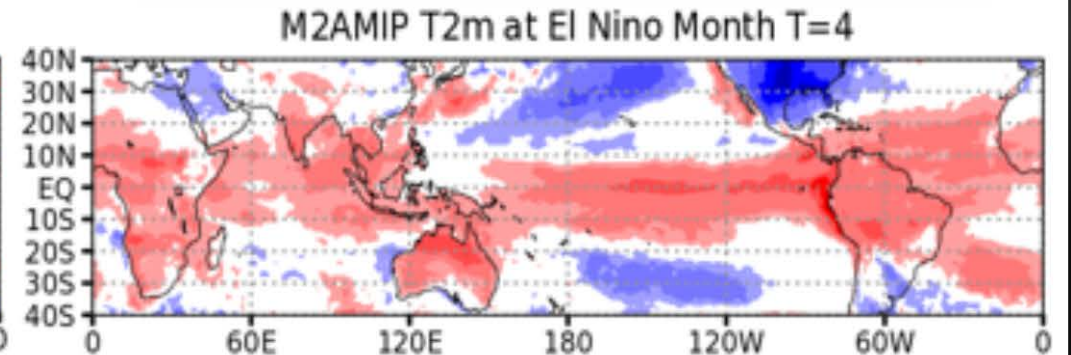 M2AMIP T2m at El Nino Month T=4
40N
30N
20N
10N
EQ
10S
20S
30S
40S
0 60E 120E 180 120W 60W 0